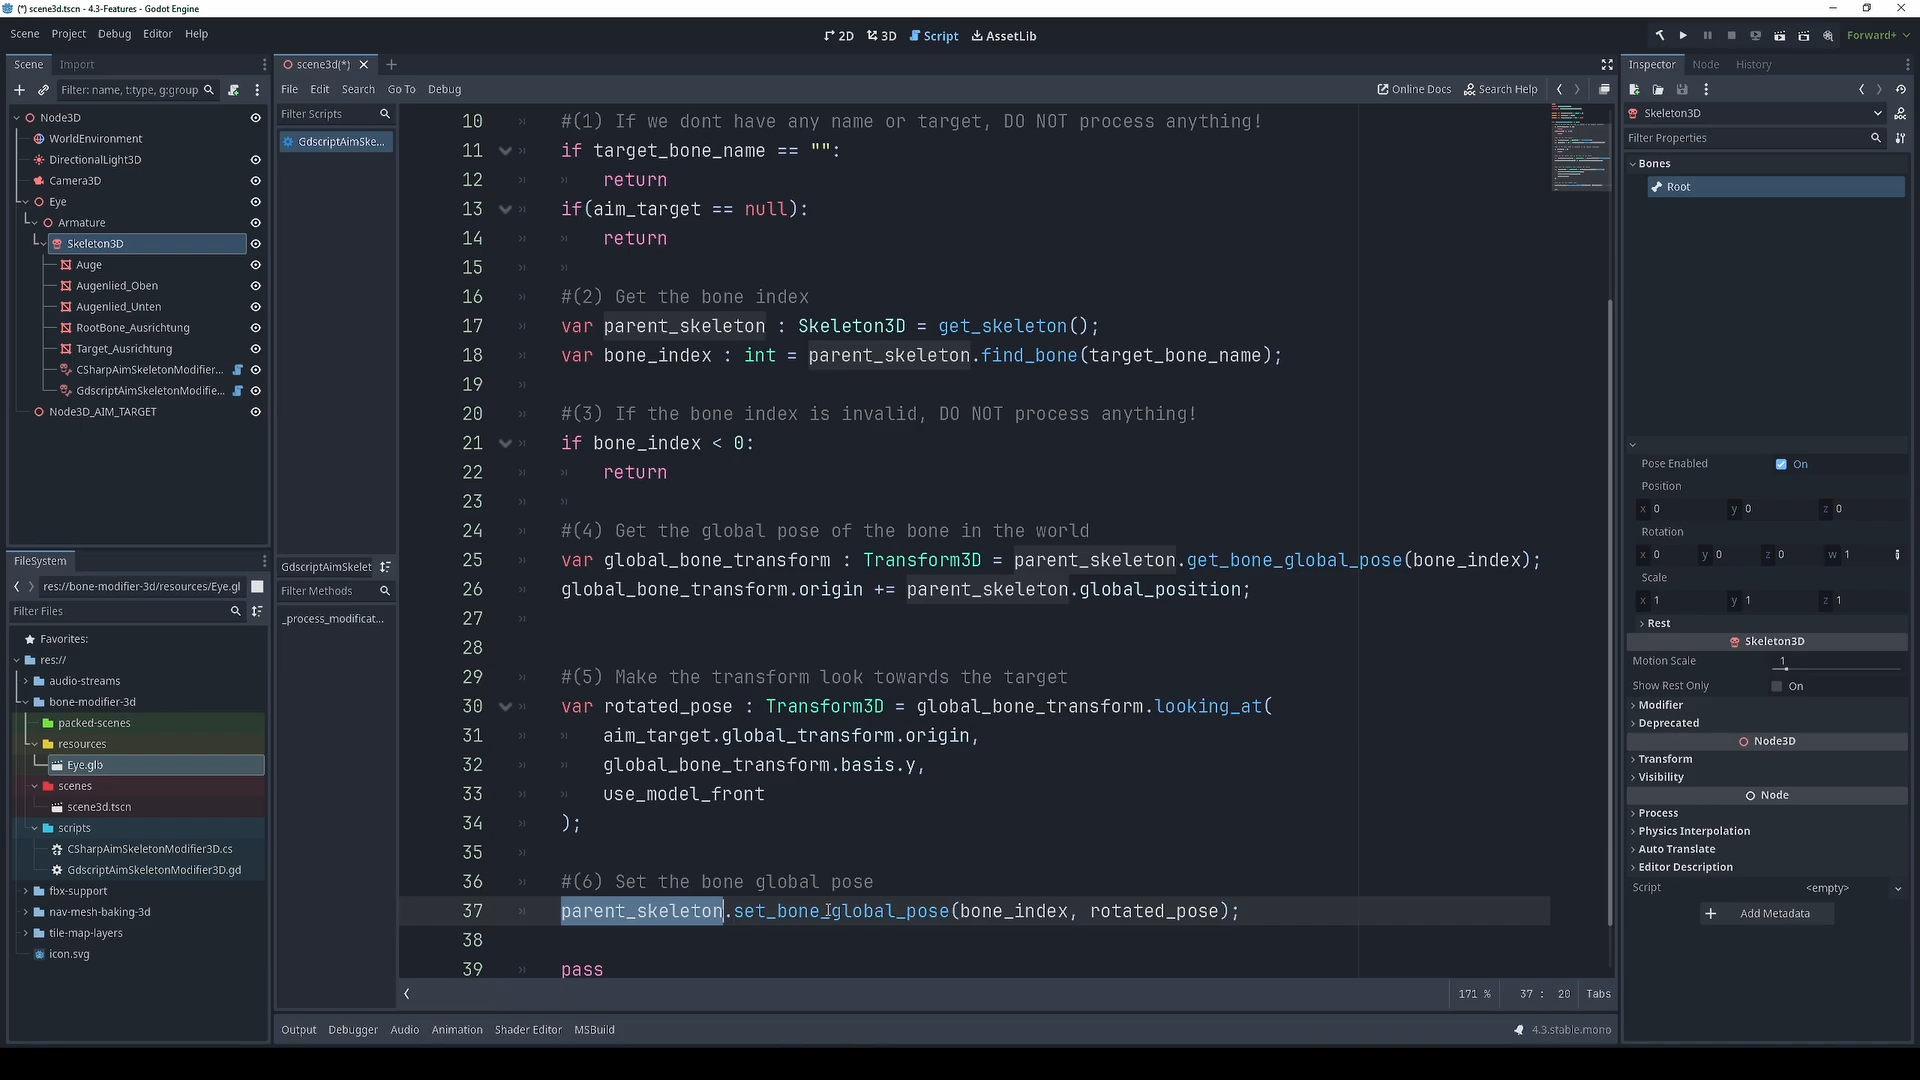 (*) scene3d.tscn - 4.3-Features - Godot Engine
Scene Project Debug Editor Help
2D 3D Script AssetLib
Forward+
Scene Import
Filter: name, t:type, g:group
Node3D
WorldEnvironment
DirectionalLight3D
Camera3D
Eye
Armature
Skeleton3D
Auge
Augenlied_Oben
Augenlied_Unten
RootBone_Ausrichtung
Target_Ausrichtung
CSharpAimSkeletonModifier...
GdscriptAimSkeletonModifie...
Node3D_AIM_TARGET
FileSystem
res://bone-modifier-3d/resources/Eye.gl
Filter Files
Favorites:
res://
audio-streams
bone-modifier-3d
packed-scenes
resources
Eye.glb
scenes
scene3d.tscn
scripts
CSharpAimSkeletonModifier3D.cs
GdscriptAimSkeletonModifier3D.gd
fbx-support
nav-mesh-baking-3d
tile-map-layers
icon.svg
scene3d(*)
File Edit Search Go To Debug
Online Docs Search Help
Filter Scripts
GdscriptAimSke...
GdscriptAimSkelet
Filter Methods
_process_modificat...
10 #(1) If we dont have any name or target, DO NOT process anything!
11 if target_bone_name == "":
12 return
13 if(aim_target == null):
14 return
15
16 #(2) Get the bone index
17 var parent_skeleton : Skeleton3D = get_skeleton();
18 var bone_index : int = parent_skeleton.find_bone(target_bone_name);
19
20 #(3) If the bone index is invalid, DO NOT process anything!
21 if bone_index < 0:
22 return
23
24 #(4) Get the global pose of the bone in the world
25 var global_bone_transform : Transform3D = parent_skeleton.get_bone_global_pose(bone_index);
26 global_bone_transform.origin += parent_skeleton.global_position;
27
28
29 #(5) Make the transform look towards the target
30 var rotated_pose : Transform3D = global_bone_transform.looking_at(
31 aim_target.global_transform.origin,
32 global_bone_transform.basis.y,
33 use_model_front
34 );
35
36 #(6) Set the bone global pose
37 parent_skeleton.set_bone_global_pose(bone_index, rotated_pose);
38
39 pass
171 % 37 : 20 Tabs
Output Debugger Audio Animation Shader Editor MSBuild
4.3.stable.mono
Inspector Node History
Skeleton3D
Filter Properties
Bones
Root
Pose Enabled On
Position
x 0 y 0 z 0
Rotation
x 0 y 0 z 0 w 1
Scale
x 1 y 1 z 1
Rest
Skeleton3D
Motion Scale 1
Show Rest Only On
Modifier
Deprecated
Node3D
Transform
Visibility
Node
Process
Physics Interpolation
Auto Translate
Editor Description
Script <empty>
Add Metadata